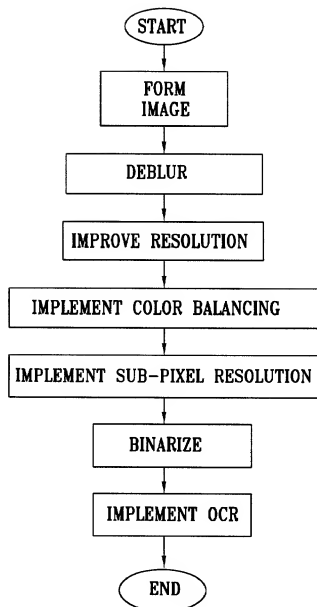 START
FORM
IMAGE
DEBLUR
IMPROVE RESOLUTION
IMPLEMENT COLOR BALANCING
IMPLEMENT SUB-PIXEL RESOLUTION
BINARIZE
IMPLEMENT OCR
END